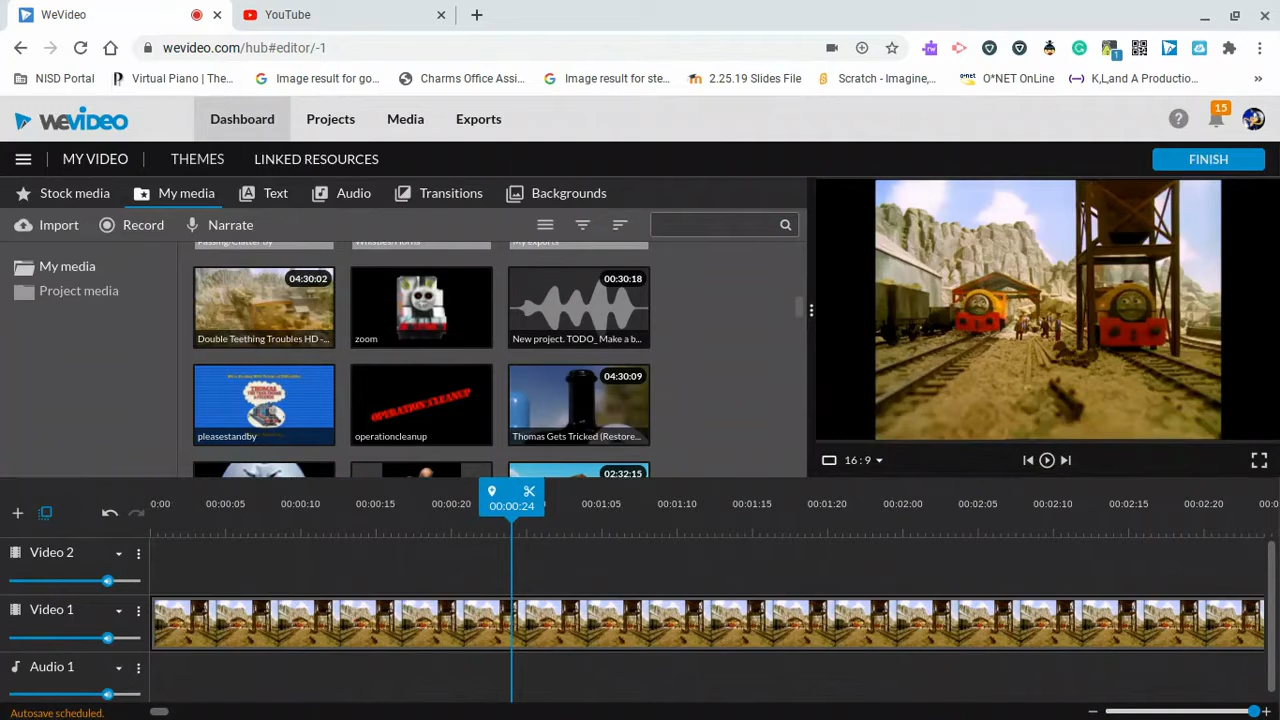 WeVideo
YouTube
wevideo.com/hub#editor/-1
NISD Portal
Virtual Piano | The...
Image result for go...
Charms Office Assi...
Image result for ste...
2.25.19 Slides File
Scratch - Imagine,...
O*NET OnLine
K,L,and A Productio...
»
WEVIDEO
Dashboard
Projects
Media
Exports
15
MY VIDEO
THEMES
LINKED RESOURCES
FINISH
Stock media
My media
Text
Audio
Transitions
Backgrounds
Import
Record
Narrate
My media
Project media
Passing/Clatter by
Whistles/Horns
My exports
04:30:02
Double Teething Troubles HD -...
zoom
00:30:18
New project. TODO_ Make a b...
pleasestandby
OPERATION CLEANUP
operationcleanup
04:30:09
Thomas Gets Tricked (Restore...
02:32:15
16:9
0:00
00:00:05
00:00:10
00:00:15
00:00:20
00:00:24
00:01:05
00:01:10
00:01:15
00:01:20
00:02:00
00:02:05
00:02:10
00:02:15
00:02:20
00:0
Video 2
Video 1
Audio 1
Autosave scheduled.